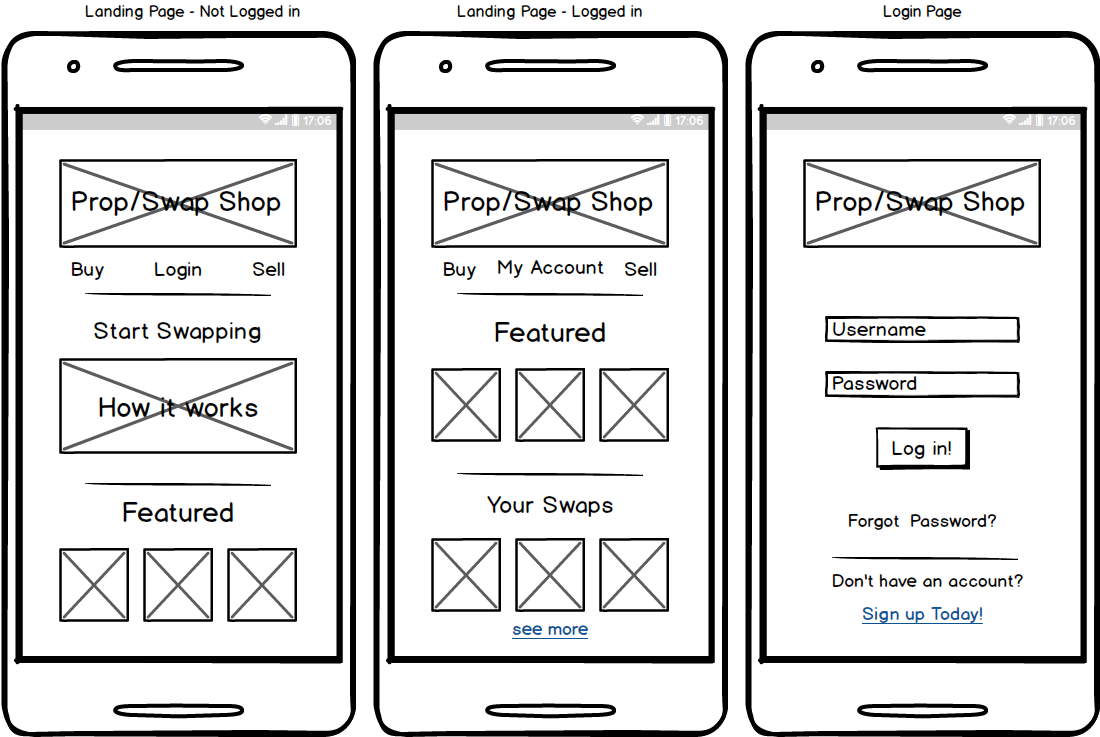 Landing Page - Not Logged in
17:06
Prop/Swap Shop
Buy Login Sell
Start Swapping
How it works
Featured
Landing Page - Logged in
17:06
Prop/Swap Shop
Buy My Account Sell
Featured
Your Swaps
see more
Login Page
17:06
Prop/Swap Shop
Username
Password
Log in!
Forgot Password?
Don't have an account?
Sign up Today!